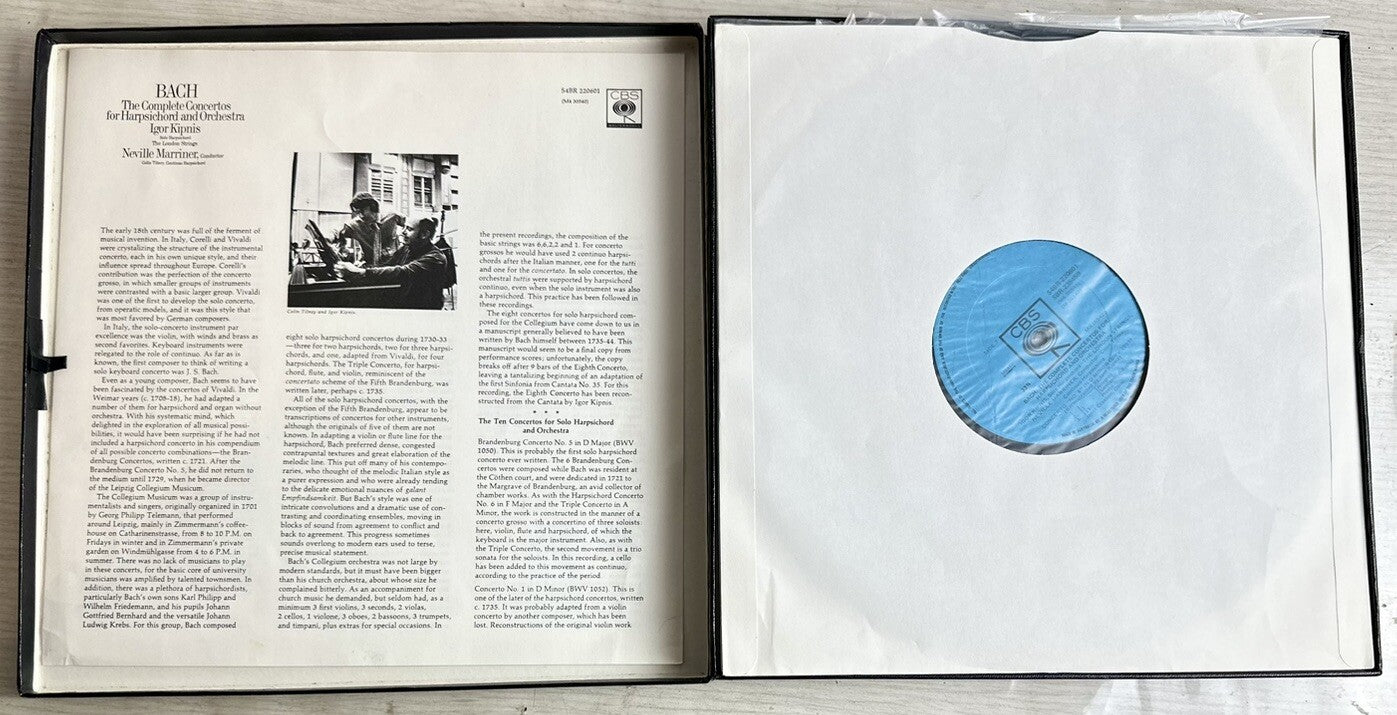 BACH
The Complete Concertos
for Harpsichord and Orchestra
Igor Kipnis
Solo Harpsichord
The London Strings
Neville Marriner, Conductor
Colin Tilney, Continuo Harpsichord
S4BR 220601
(M4 30540)
CBS
The early 18th century was full of the ferment of
musical invention. In Italy, Corelli and Vivaldi
were crystalizing the structure of the instrumental
concerto, each in his own unique style, and their
influence spread throughout Europe. Corelli's
contribution was the perfection of the concerto
grosso, in which smaller groups of instruments
were contrasted with a basic larger group. Vivaldi
was one of the first to develop the solo concerto,
from operatic models, and it was this style that
was most favored by German composers.
In Italy, the solo-concerto instrument par
excellence was the violin, with winds and brass as
second favorites. Keyboard instruments were
relegated to the role of continuo. As far as is
known, the first composer to think of writing a
solo keyboard concerto was J. S. Bach.
Even as a young composer, Bach seems to have
been fascinated by the concertos of Vivaldi. In the
Weimar years (c. 1708-18), he had adapted a
number of them for harpsichord and organ without
orchestra. With his systematic mind, which
delighted in the exploration of all musical possi-
bilities, it would have been surprising if he had not
included a harpsichord concerto in his compendium
of all possible concerto combinations—the Bran-
denburg Concertos, written c. 1721. After the
Brandenburg Concerto No. 5, he did not return to
the medium until 1729, when he became director
of the Leipzig Collegium Musicum.
The Collegium Musicum was a group of instru-
mentalists and singers, originally organized in 1701
by Georg Philipp Telemann, that performed
around Leipzig, mainly in Zimmermann's coffee-
house on Catharinenstrasse, from 8 to 10 P.M. on
Fridays in winter and in Zimmermann's private
garden on Windmühlgasse from 4 to 6 P.M. in
summer. There was no lack of musicians to play
in these concerts, for the basic core of university
musicians was amplified by talented townsmen. In
addition, there was a plethora of harpsichordists,
particularly Bach's own sons Karl Philipp and
Wilhelm Friedemann, and his pupils Johann
Gottfried Bernhard and the versatile Johann
Ludwig Krebs. For this group, Bach composed
Colin Tilney and Igor Kipnis.
eight solo harpsichord concertos during 1730-33
—three for two harpsichords, two for three harpsi-
chords, and one, adapted from Vivaldi, for four
harpsichords. The Triple Concerto, for harpsi-
chord, flute, and violin, reminiscent of the
concertato scheme of the Fifth Brandenburg, was
written later, perhaps c. 1735.
All of the solo harpsichord concertos, with the
exception of the Fifth Brandenburg, appear to be
transcriptions of concertos for other instruments,
although the originals of five of them are not
known. In adapting a violin or flute line for the
harpsichord, Bach preferred dense, congested
contrapuntal textures and great elaboration of the
melodic line. This put off many of his contempo-
raries, who thought of the melodic Italian style as
a purer expression and who were already tending
to the delicate emotional nuances of galant
Empfindsamkeit. But Bach's style was one of
intricate convolutions and a dramatic use of con-
trasting and coordinating ensembles, moving in
blocks of sound from agreement to conflict and
back to agreement. This progress sometimes
sounds overlong to modern ears used to terse,
precise musical statement.
Bach's Collegium orchestra was not large by
modern standards, but it must have been bigger
than his church orchestra, about whose size he
complained bitterly. As an accompaniment for
church music he demanded, but seldom had, as a
minimum 3 first violins, 3 seconds, 2 violas,
2 cellos, 1 violone, 3 oboes, 2 bassoons, 3 trumpets,
and timpani, plus extras for special occasions. In
the present recordings, the composition of the
basic strings was 6,6,2,2 and 1. For concerto
grossos he would have used 2 continuo harpsi-
chords after the Italian manner, one for the tutti
and one for the concertato. In solo concertos, the
orchestral tuttis were supported by harpsichord
continuo, even when the solo instrument was also
a harpsichord. This practice has been followed in
these recordings.
The eight concertos for solo harpsichord com-
posed for the Collegium have come down to us in
a manuscript generally believed to have been
written by Bach himself between 1735-44. This
manuscript would seem to be a final copy from
performance scores; unfortunately, the copy
breaks off after 9 bars of the Eighth Concerto,
leaving a tantalizing beginning of an adaptation of
the first Sinfonia from Cantata No. 35. For this
recording, the Eighth Concerto has been recon-
structed from the Cantata by Igor Kipnis.
* * *
The Ten Concertos for Solo Harpsichord
and Orchestra
Brandenburg Concerto No. 5 in D Major (BWV
1050). This is probably the first solo harpsichord
concerto ever written. The 6 Brandenburg Con-
certos were composed while Bach was resident at
the Cöthen court, and were dedicated in 1721 to
the Margrave of Brandenburg, an avid collector of
chamber works. As with the Harpsichord Concerto
No. 6 in F Major and the Triple Concerto in A
Minor, the work is constructed in the manner of a
concerto grosso with a concertino of three soloists:
here, violin, flute and harpsichord, of which the
keyboard is the major instrument. Also, as with
the Triple Concerto, the second movement is a trio
sonata for the soloists. In this recording, a cello
has been added to this movement as continuo,
according to the practice of the period.
Concerto No. 1 in D Minor (BWV 1052). This is
one of the later of the harpsichord concertos, written
c. 1735. It was probably adapted from a violin
concerto by another composer, which has been
lost. Reconstructions of the original violin work
CBS